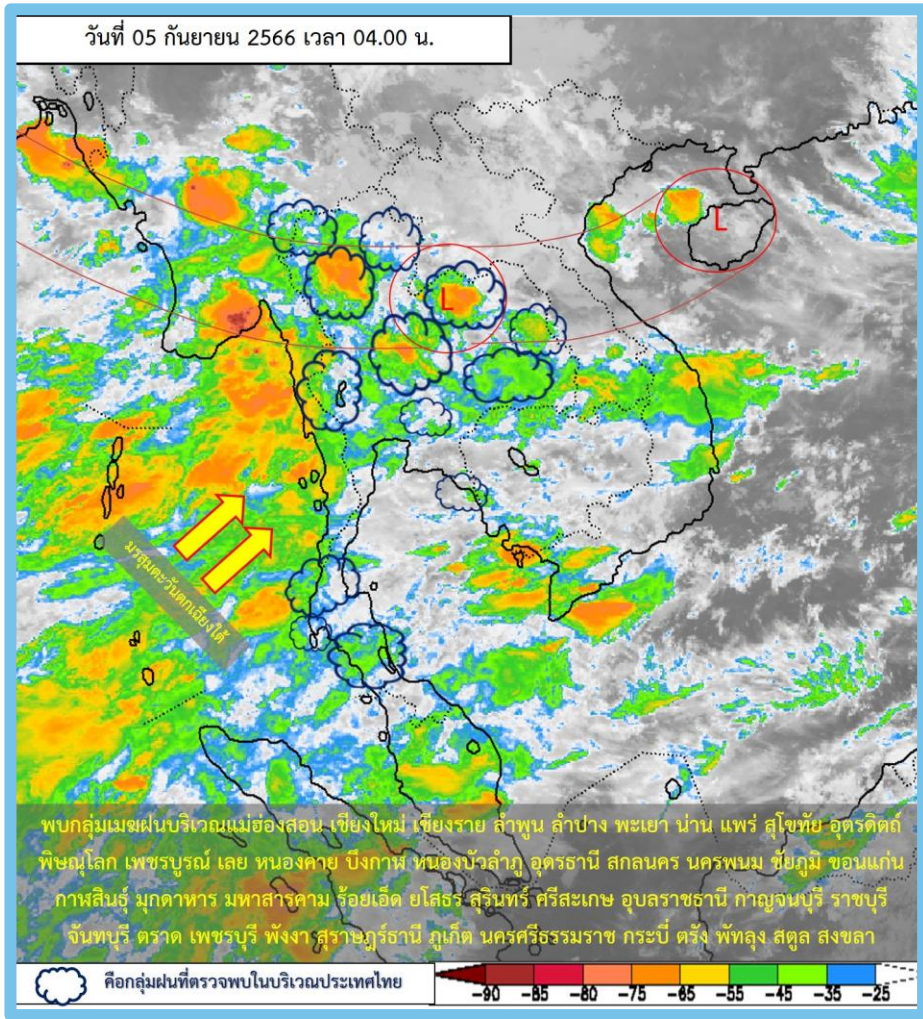 วันที่ 05 กันยายน 2566 เวลา 04.00 น.
L
L
มรสุมตะวันตกเฉียงใต้
พบกลุ่มเมฆฝนบริเวณแม่ฮ่องสอน เชียงใหม่ เชียงราย ลำพูน ลำปาง พะเยา น่าน แพร่ สุโขทัย อุตรดิตถ์
พิษณุโลก เพชรบูรณ์ เลย หนองคาย บึงกาฬ หนองบัวลำภู อุดรธานี สกลนคร นครพนม ชัยภูมิ ขอนแก่น
กาฬสินธุ์ มุกดาหาร มหาสารคาม ร้อยเอ็ด ยโสธร สุรินทร์ ศรีสะเกษ อุบลราชธานี กาญจนบุรี ราชบุรี
จันทบุรี ตราด เพชรบุรี พังงา สุราษฎร์ธานี ภูเก็ต นครศรีธรรมราช กระบี่ ตรัง พัทลุง สตูล สงขลา
คือกลุ่มฝนที่ตรวจพบในบริเวณประเทศไทย
-90 -85 -80 -75 -65 -55 -45 -35 -25